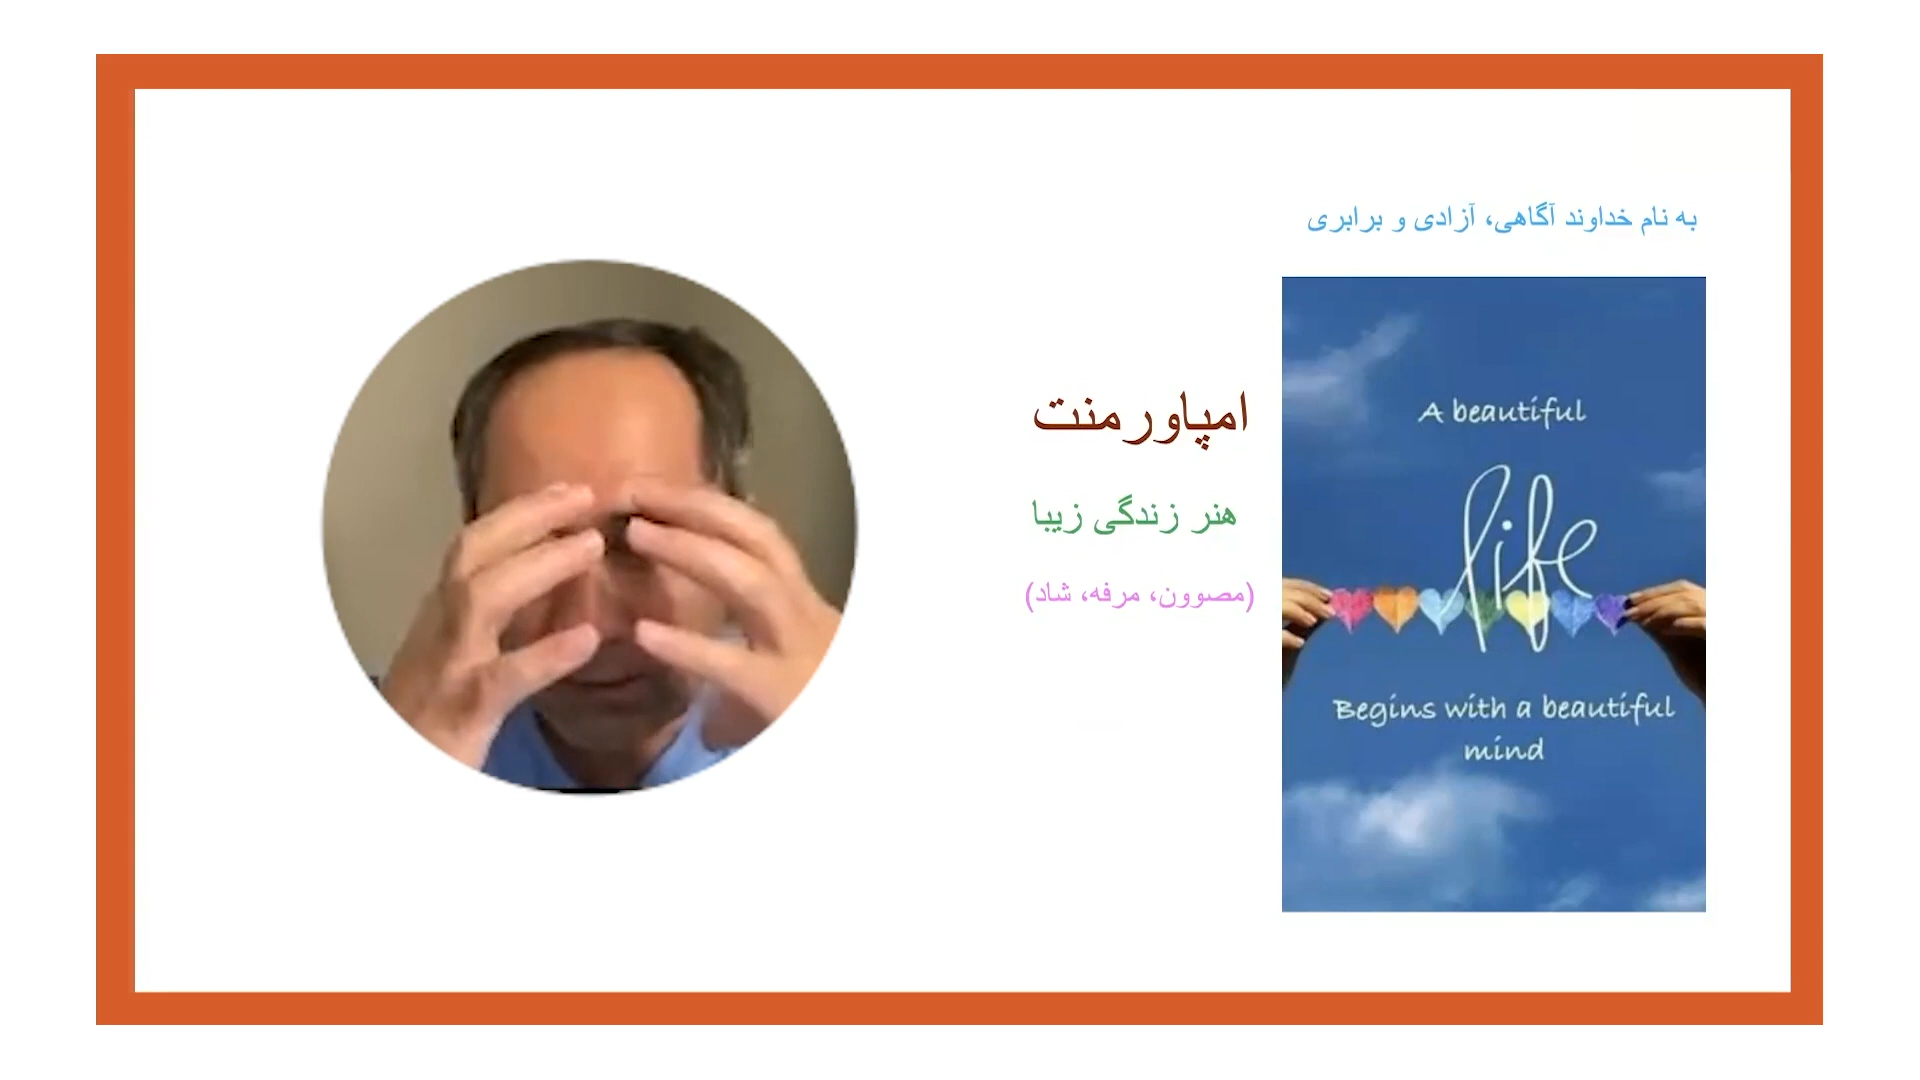 به نام خداوند آگاهی، آزادی و برابری
امپاورمنت
هنر زندگی زیبا
(مصوون، مرفه، شاد)
A beautiful
life
Begins with a beautiful
mind